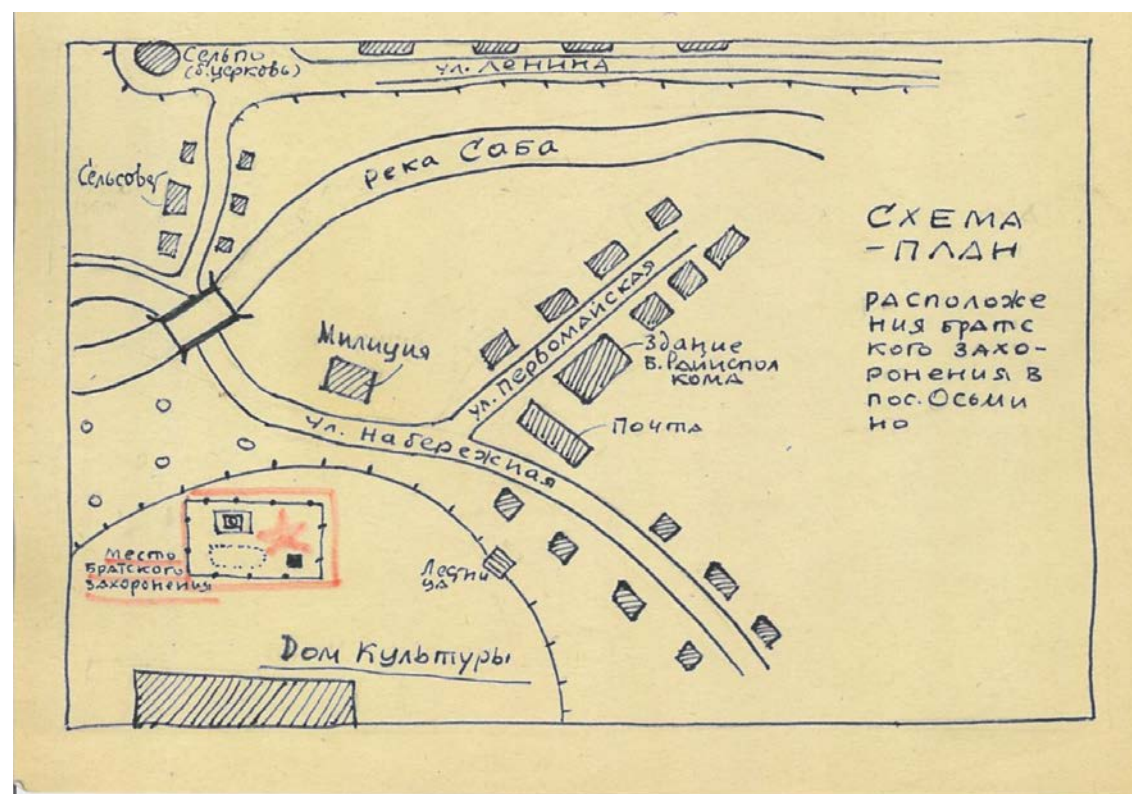 Сельпо
(б.церковь)
ул. Ленина
река Саба
Сельсовет
СХЕМА
-ПЛАН
расположе
ния братс
кого захо-
ронения в
пос. Осьми
но
Милиция
ул. Первомайская
Здание
б. Райиспол
кома
Почта
ул. Набережная
место
братского
захоронения
Лестни
ца
Дом Культуры